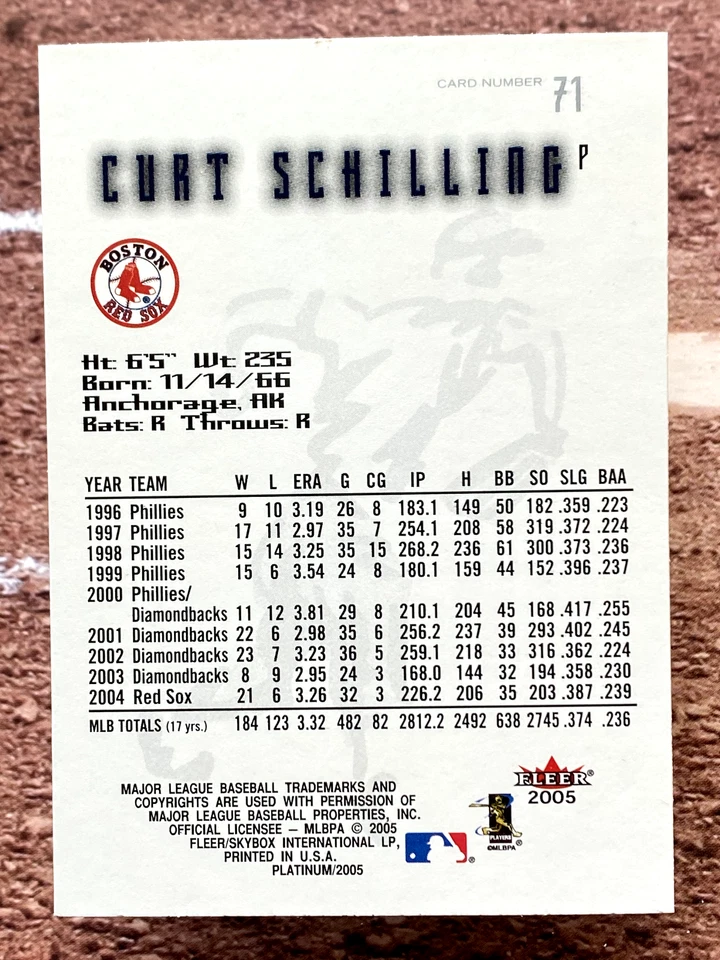 CARD NUMBER 71
CURT SCHILLING P
BOSTON
RED SOX
Ht: 6'5" Wt: 235
Born: 11/14/66
Anchorage, AK
Bats: R Throws: R
YEAR TEAM W L ERA G CG IP H BB SO SLG BAA
1996 Phillies 9 10 3.19 26 8 183.1 149 50 182 .359 .223
1997 Phillies 17 11 2.97 35 7 254.1 208 58 319 .372 .224
1998 Phillies 15 14 3.25 35 15 268.2 236 61 300 .373 .236
1999 Phillies 15 6 3.54 24 8 180.1 159 44 152 .396 .237
2000 Phillies/
Diamondbacks 11 12 3.81 29 8 210.1 204 45 168 .417 .255
2001 Diamondbacks 22 6 2.98 35 6 256.2 237 39 293 .402 .245
2002 Diamondbacks 23 7 3.23 36 5 259.1 218 33 316 .362 .224
2003 Diamondbacks 8 9 2.95 24 3 168.0 144 32 194 .358 .230
2004 Red Sox 21 6 3.26 32 3 226.2 206 35 203 .387 .239
MLB TOTALS (17 yrs.) 184 123 3.32 482 82 2812.2 2492 638 2745 .374 .236
MAJOR LEAGUE BASEBALL TRADEMARKS AND
COPYRIGHTS ARE USED WITH PERMISSION OF
MAJOR LEAGUE BASEBALL PROPERTIES, INC.
OFFICIAL LICENSEE – MLBPA © 2005
FLEER/SKYBOX INTERNATIONAL LP,
PRINTED IN U.S.A.
PLATINUM/2005
PLAYERS
©MLBPA
FLEER®
2005